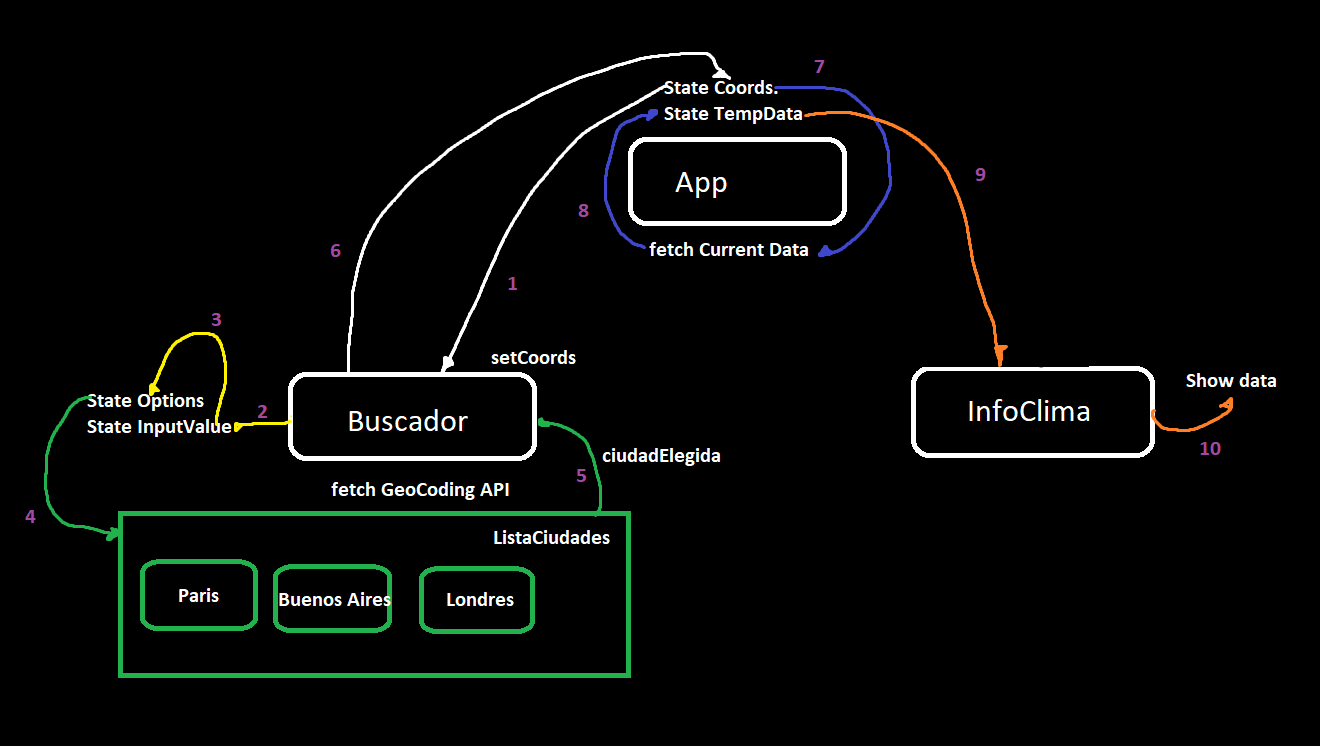 7
State Coords.
State TempData
App
9
8
6
fetch Current Data
1
3
setCoords
State Options
2
State InputValue
Buscador
InfoClima
Show data
10
ciudadElegida
5
fetch GeoCoding API
4
ListaCiudades
Paris
Buenos Aires
Londres